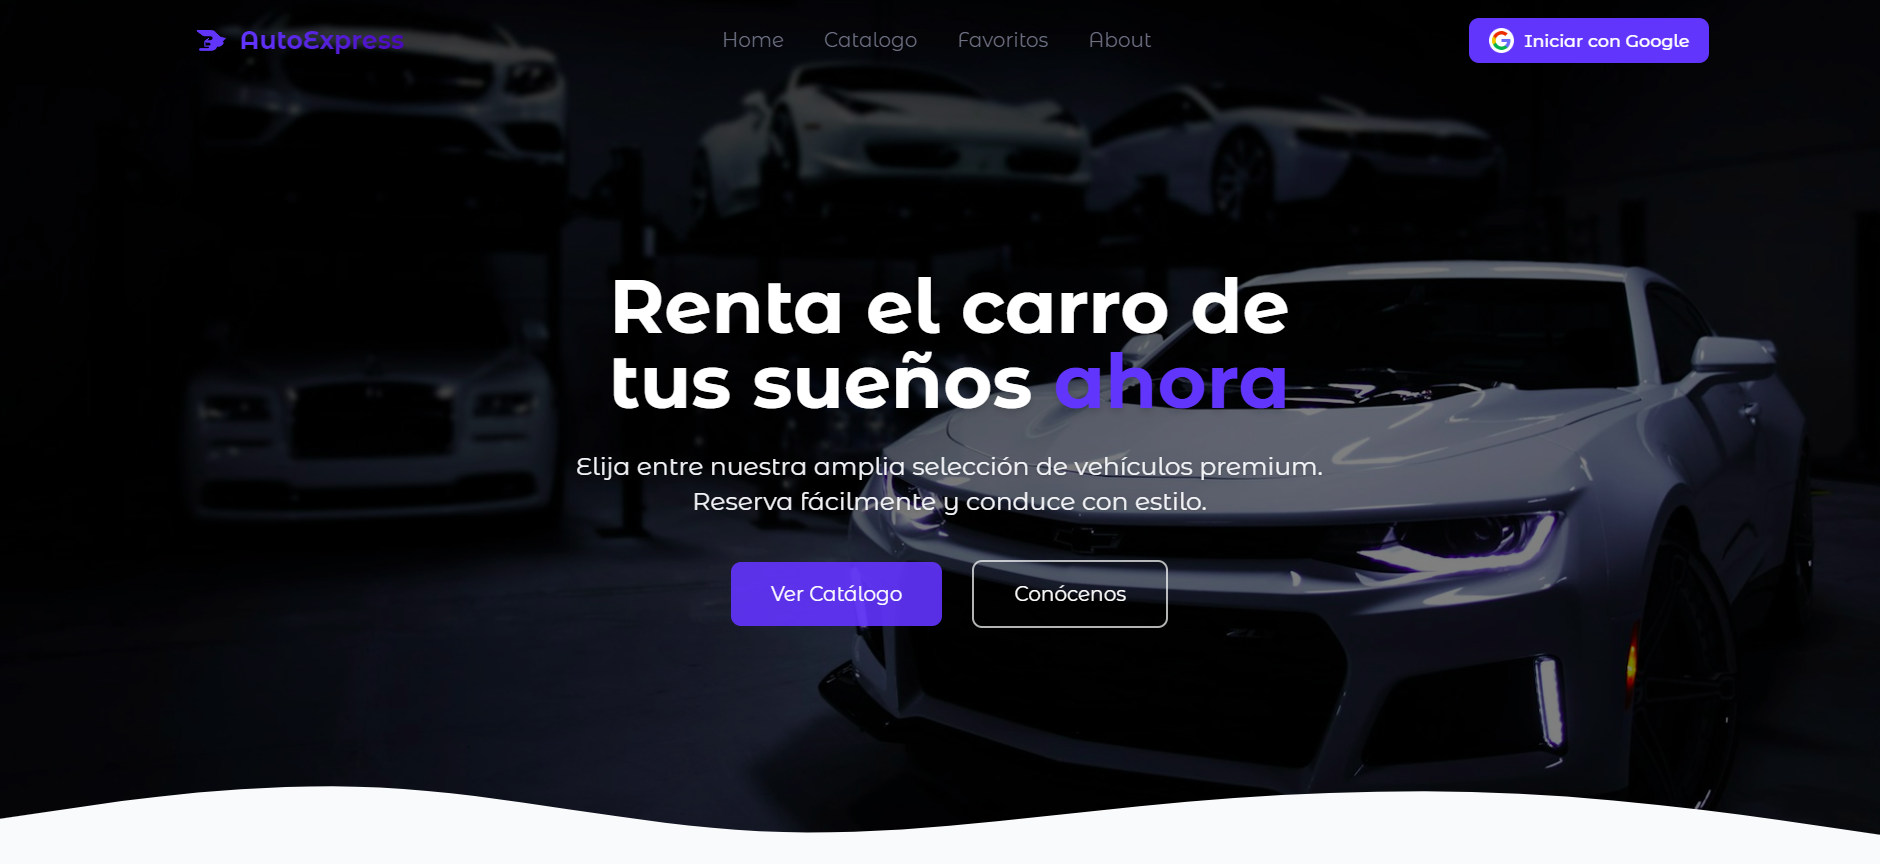 AutoExpress
Home Catalogo Favoritos About
Iniciar con Google
Renta el carro de
tus sueños ahora
Elija entre nuestra amplia selección de vehículos premium.
Reserva fácilmente y conduce con estilo.
Ver Catálogo
Conócenos